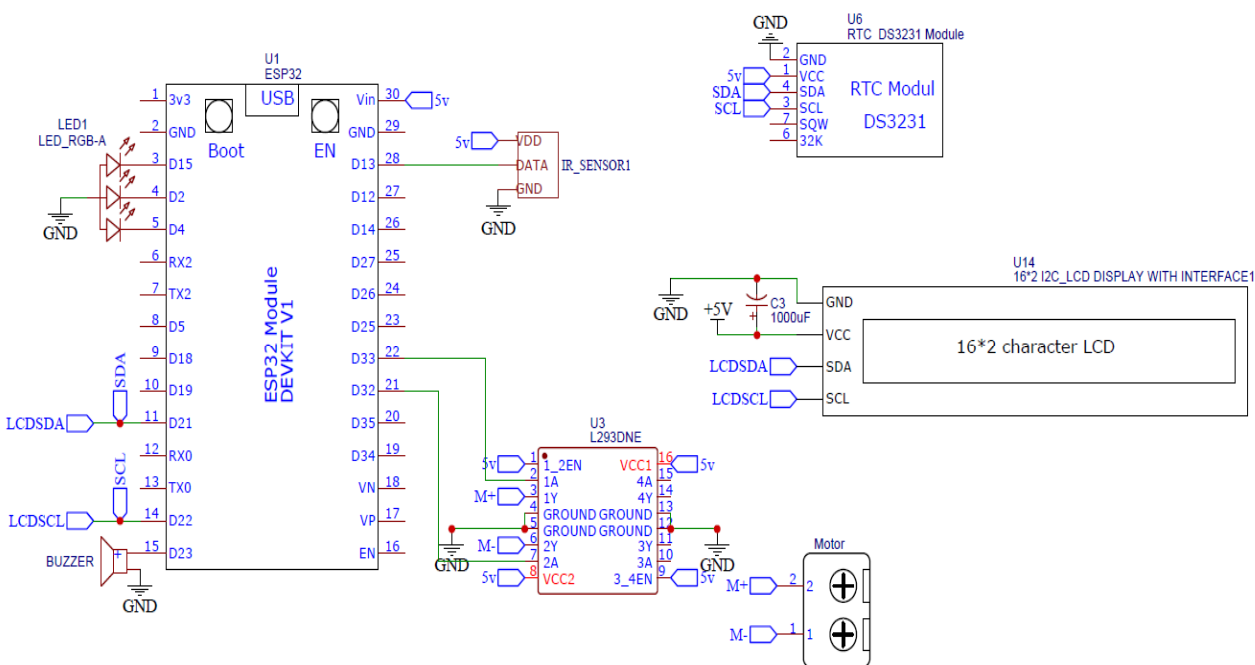 U1
ESP32
USB
Boot
EN
ESP32 Module
DEVKIT V1
1 3v3
2 GND
3 D15
4 D2
5 D4
6 RX2
7 TX2
8 D5
9 D18
10 D19
11 D21
12 RX0
13 TX0
14 D22
15 D23
Vin 30
GND 29
D13 28
D12 27
D14 26
D27 25
D26 24
D25 23
D33 22
D32 21
D35 20
D34 19
VN 18
VP 17
EN 16
5v
LED1
LED_RGB-A
GND
SDA
LCDSDA
SCL
LCDSCL
BUZZER
+
GND
5v
VDD
DATA
GND
IR_SENSOR1
GND
U3
L293DNE
5v 1 1_2EN
2 1A
M+ 3 1Y
4 GROUND
5 GROUND
M- 6 2Y
7 2A
5v 8 VCC2
VCC1 16 5v
4A 15
4Y 14
GROUND 13
GROUND 12
3Y 11
3A 10
3_4EN 9 5v
GND
GND
GND
U6
RTC DS3231 Module
2 GND
5v 1 VCC
SDA 4 SDA
SCL 3 SCL
7 SQW
6 32K
RTC Modul
DS3231
U14
16*2 I2C_LCD DISPLAY WITH INTERFACE1
GND
+5V
C3
1000uF
+
GND
VCC
LCDSDA SDA
LCDSCL SCL
16*2 character LCD
Motor
M+ 2 2
M- 1 1